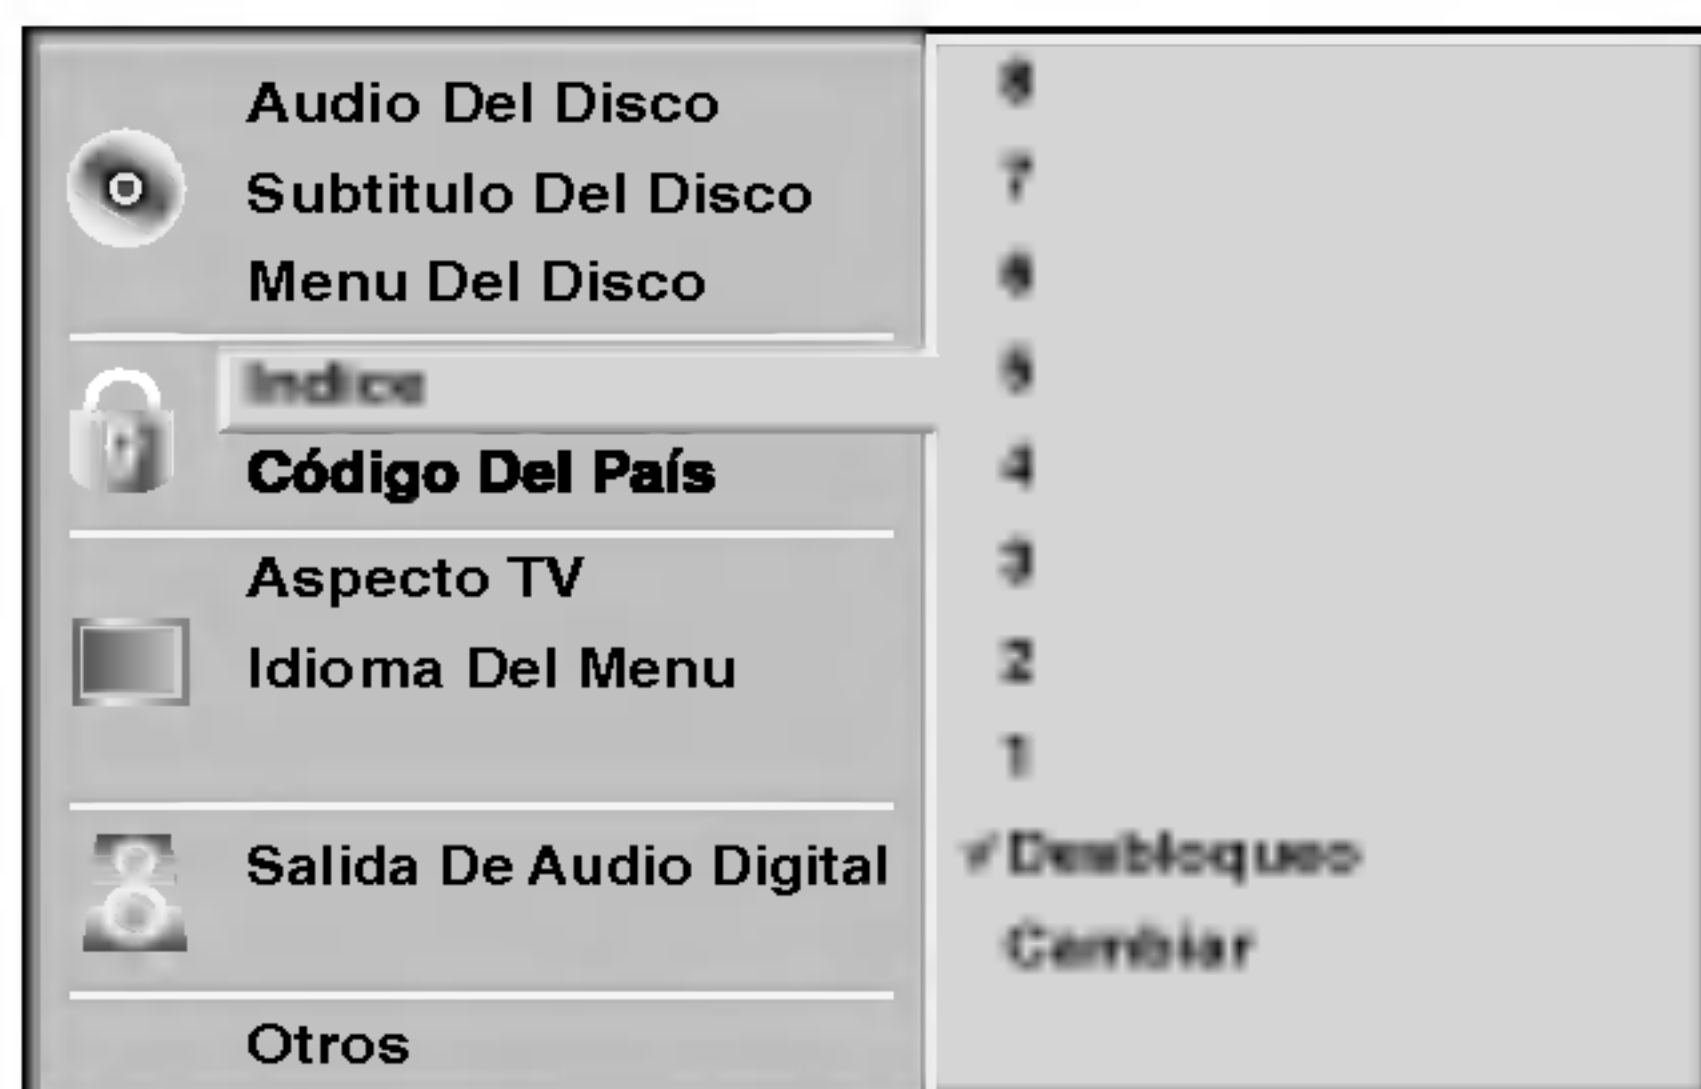 Audio Del Disco
Subtitulo Del Disco
Menu Del Disco
Indice
Código Del País
Aspecto TV
Idioma Del Menu
Salida De Audio Digital
Otros
8
7
6
5
4
3
2
1
✓ Desbloqueo
Cambiar